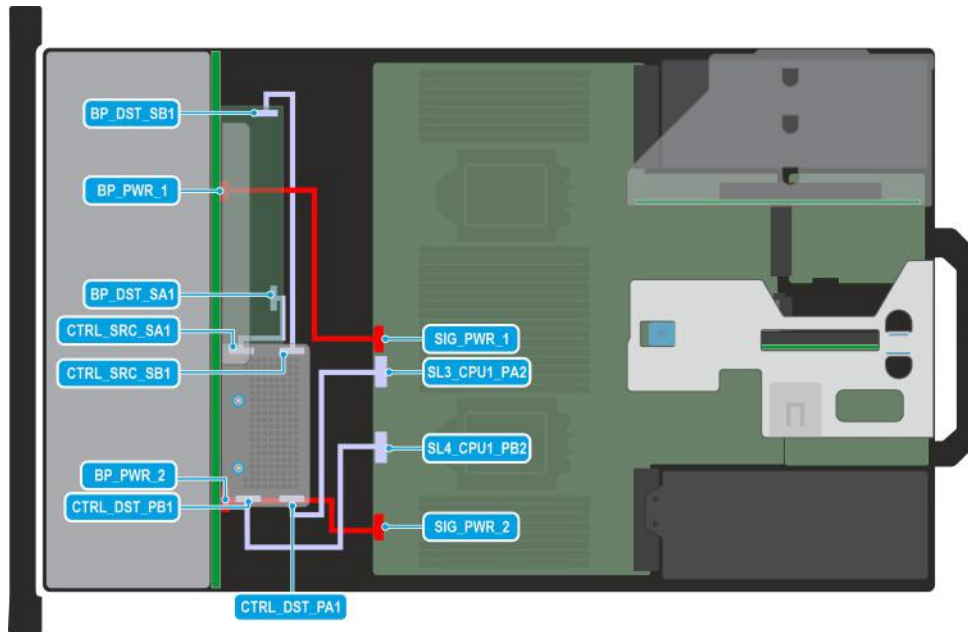 BP_DST_SB1
BP_PWR_1
BP_DST_SA1
CTRL_SRC_SA1
CTRL_SRC_SB1
SIG_PWR_1
SL3_CPU1_PA2
SL4_CPU1_PB2
BP_PWR_2
CTRL_DST_PB1
SIG_PWR_2
CTRL_DST_PA1